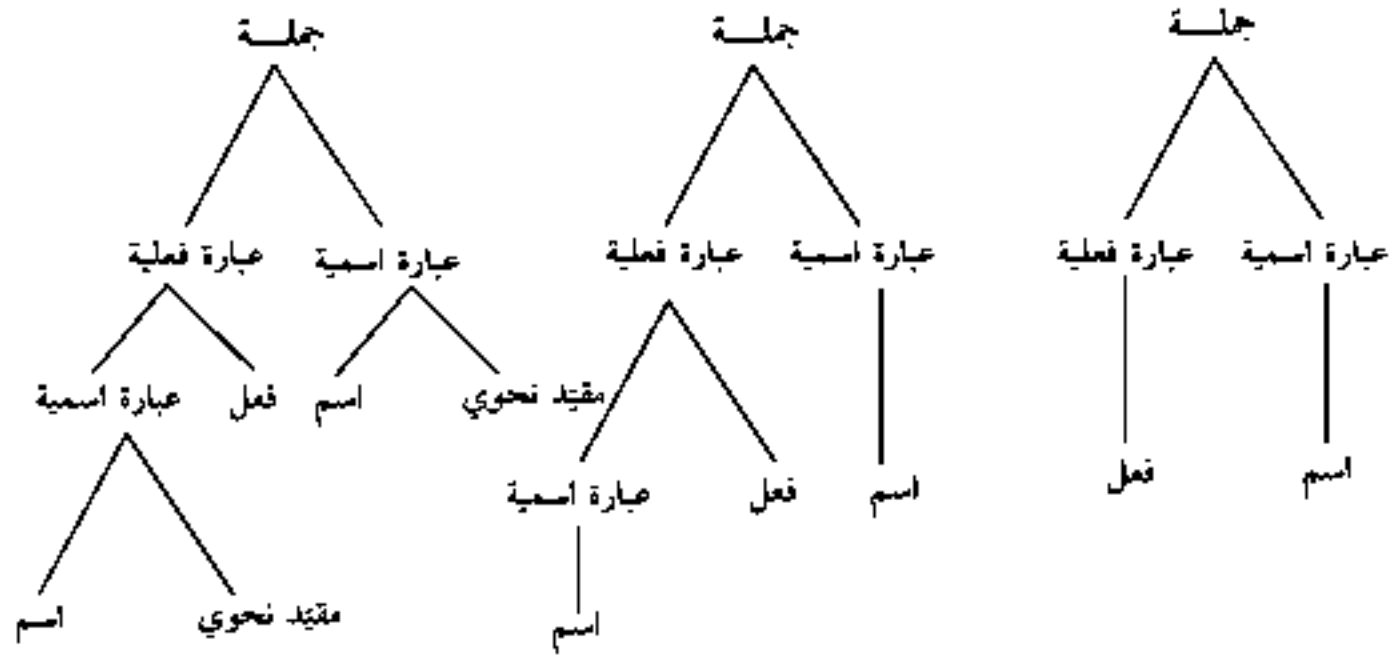 جملـــة جملـــة جملـــة
عبارة اسمية عبارة فعلية عبارة اسمية عبارة فعلية عبارة اسمية عبارة فعلية
مقيّد نحوي اسم فعل عبارة اسمية
اسم فعل اسم فعل عبارة اسمية
اسم مقيّد نحوي اسم